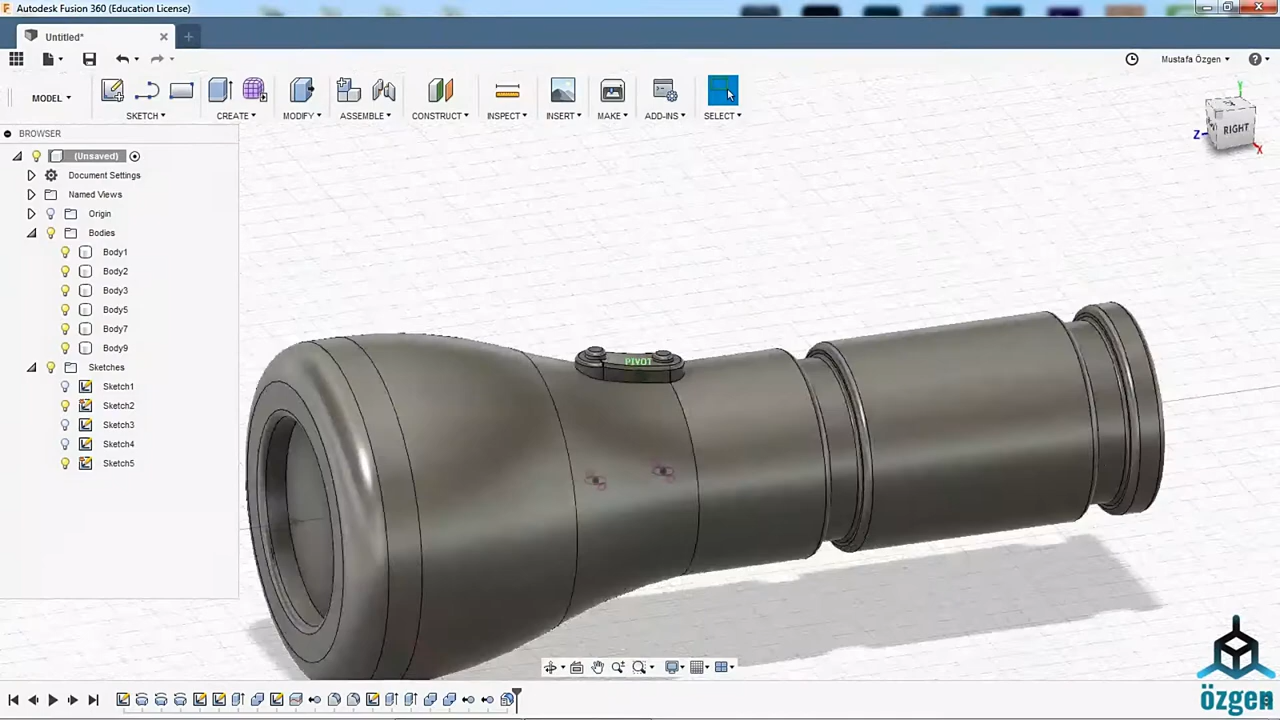 Autodesk Fusion 360 (Education License)
Untitled*
Mustafa Özgen
MODEL
SKETCH
CREATE
MODIFY
ASSEMBLE
CONSTRUCT
INSPECT
INSERT
MAKE
ADD-INS
SELECT
Y
RIGHT
Z
X
BROWSER
(Unsaved)
Document Settings
Named Views
Origin
Bodies
Body1
Body2
Body3
Body5
Body7
Body9
Sketches
Sketch1
Sketch2
Sketch3
Sketch4
Sketch5
PIVOT
özgen